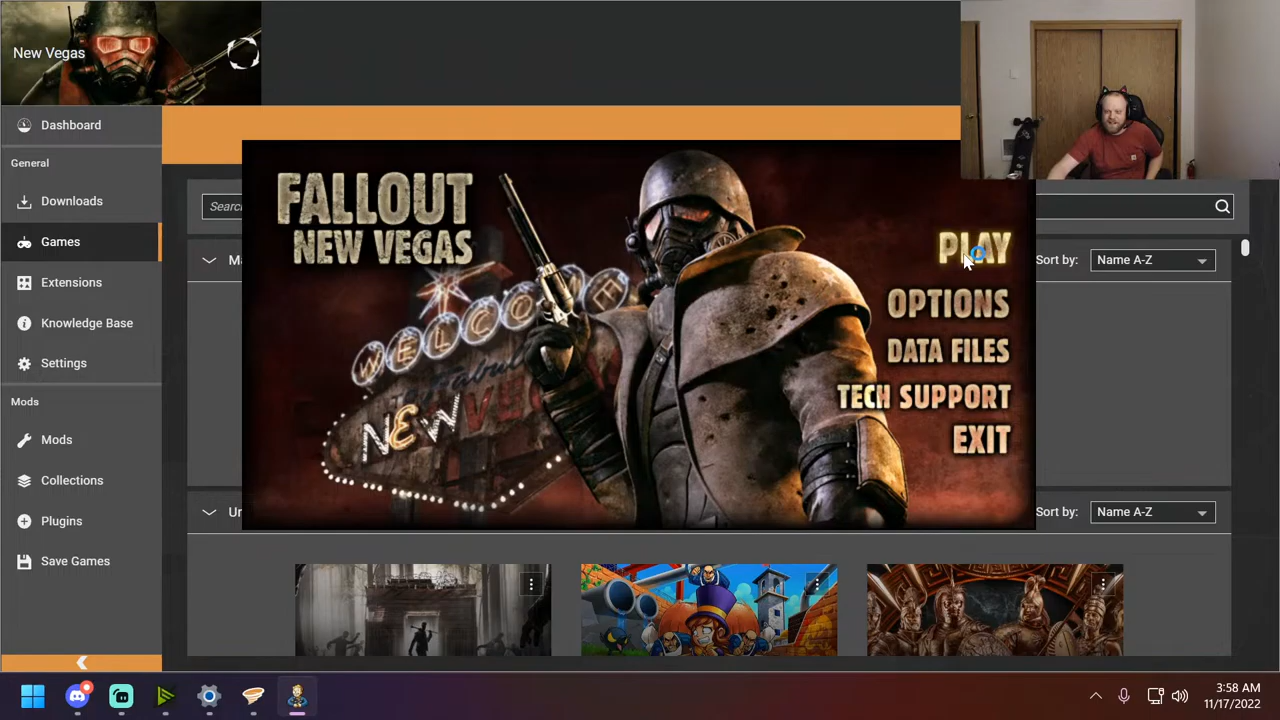 New Vegas
Dashboard
General
Downloads
Games
Extensions
Knowledge Base
Settings
Mods
Mods
Collections
Plugins
Save Games
Sort by:
Name A-Z
FALLOUT
NEW VEGAS
WELCOME
Fabulous
NEW VEGAS
PLAY
OPTIONS
DATA FILES
TECH SUPPORT
EXIT
Sort by:
Name A-Z
3:58 AM
11/17/2022